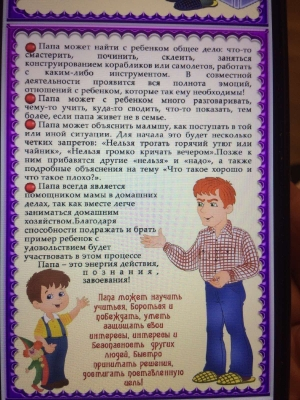 Папа может найти с ребенком общее дело: что-то
смастерить, починить, склеить, заняться
конструированием корабликов или самолетов, работать
с каким-либо инструментом. В совместной
деятельности проявится вся полнота эмоций,
отношений с ребенком, которые так ему необходимы!
Папа может с ребенком много разговаривать,
чему-то учить, куда-то сводить, что-то показать, тем
более, если папа живет не в семье.
Папа может объяснить малышу, как поступать в той
или иной ситуации. Для начала это будет несколько
четких запретов: «Нельзя трогать горячий утюг или
чайник», «Нельзя громко кричать вечером».Позже к
ним прибавятся другие «нельзя» и «надо», а также
подробные объяснения на тему «Что такое хорошо и
что такое плохо?».
Папа всегда является
помощником мамы в домашних
делах, так как вместе легче
заниматься домашним
хозяйством.Благодаря
способности подражать и брать
пример ребенок с
удовольствием будет
участвовать в этом процессе
Папа – это энергия действия,
познания,
завоевания!
Папа может научить
учиться, бороться и
побеждать, уметь
защищать свои
интересы, интересы и
безопасность других
людей, быстро
принимать решения,
достигать поставленную
цель!